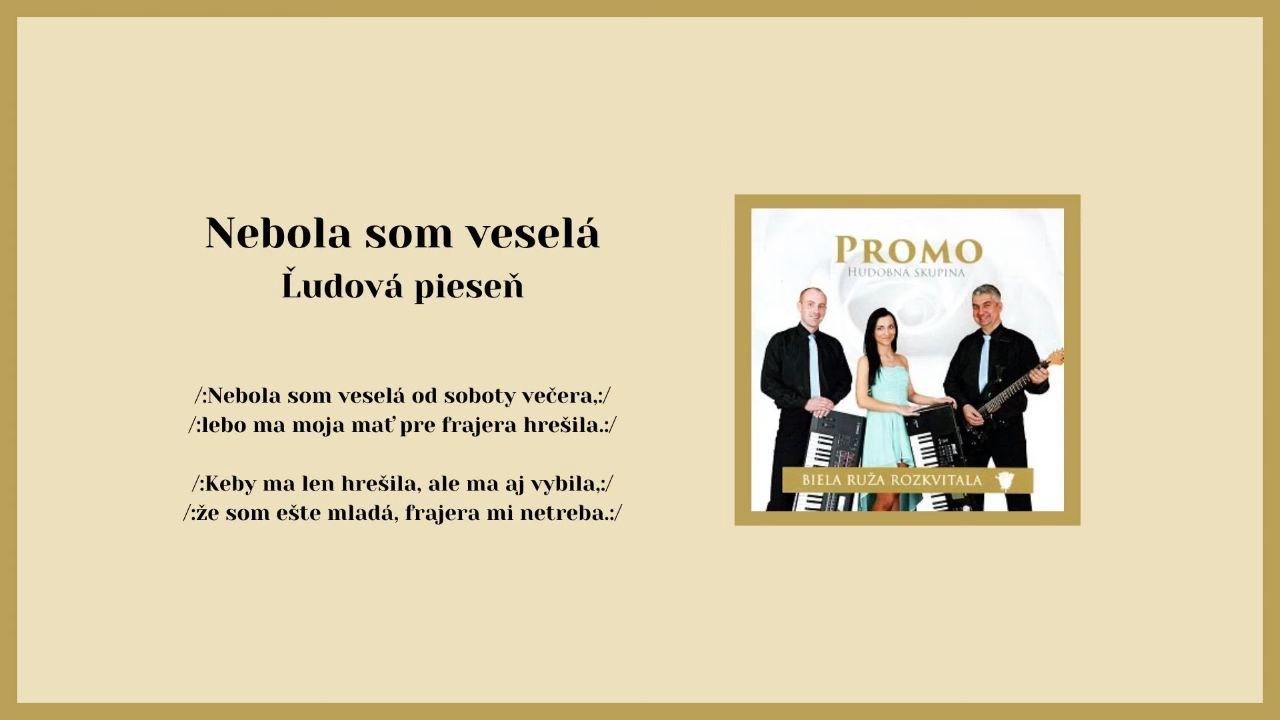 Nebola som veselá
Ľudová pieseň
/:Nebola som veselá od soboty večera,:/
/:lebo ma moja mať pre frajera hrešila.:/
/:Keby ma len hrešila, ale ma aj vybila,:/
/:že som ešte mladá, frajera mi netreba.:/
PROMO
HUDOBNÁ SKUPINA
BIELA RUŽA ROZKVITALA